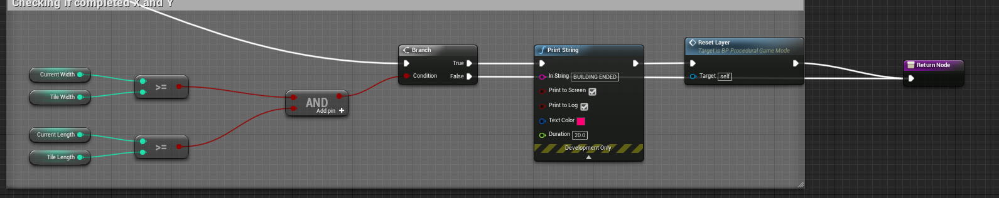 Checking if completed X and Y
Current Width
Tile Width
>=
Current Length
Tile Length
>=
AND
Add pin +
Branch
True
Condition
False
Print String
In String BUILDING ENDED
Print to Screen
Print to Log
Text Color
Duration 20.0
Development Only
Reset Layer
Target is BP Procedural Game Mode
Target self
Return Node